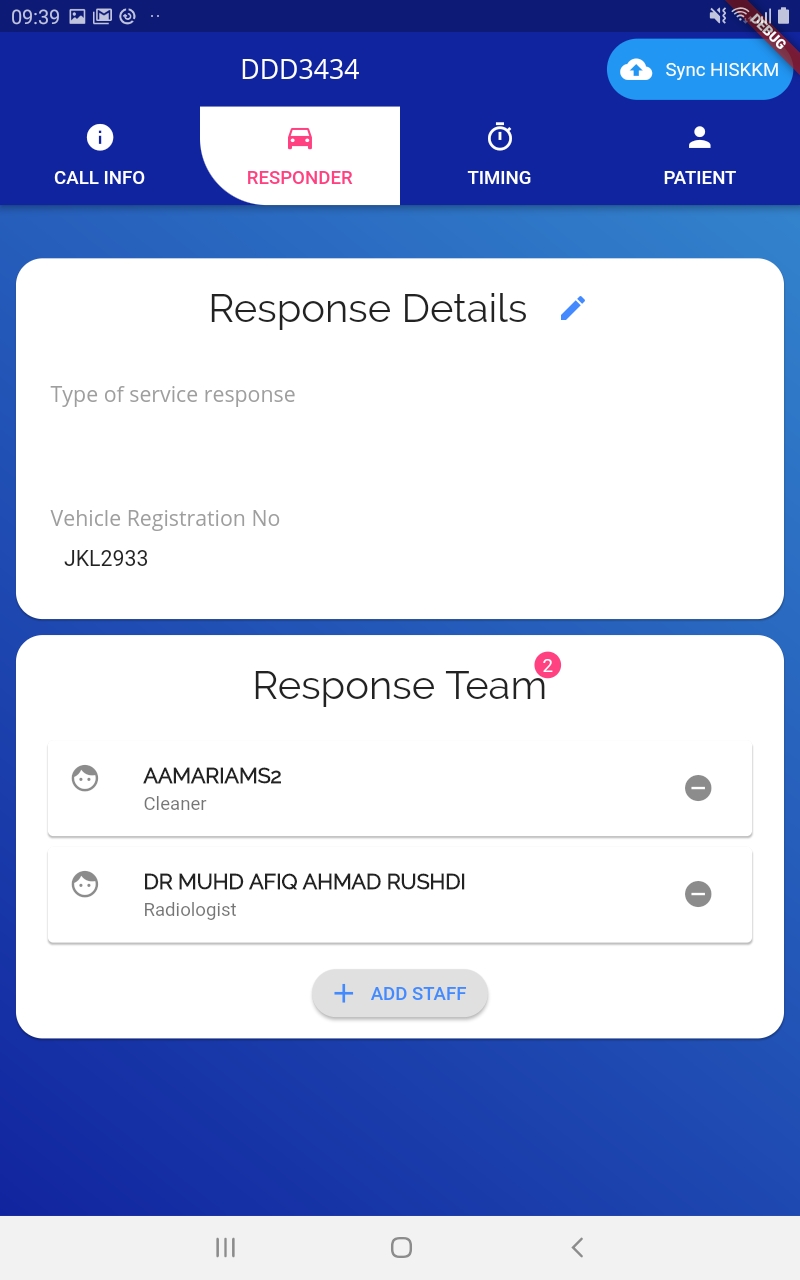 09:39
DEBUG
DDD3434
Sync HISKKM
CALL INFO
RESPONDER
TIMING
PATIENT
Response Details
Type of service response
Vehicle Registration No
JKL2933
Response Team
2
AAMARIAMS2
Cleaner
DR MUHD AFIQ AHMAD RUSHDI
Radiologist
ADD STAFF